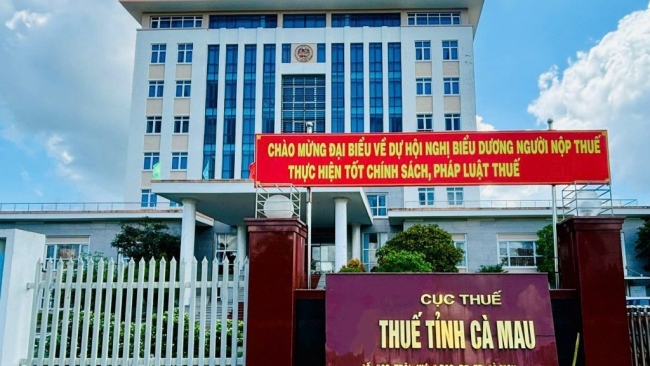 CHÀO MỪNG ĐẠI BIỂU VỀ DỰ HỘI NGHỊ BIỂU DƯƠNG NGƯỜI NỘP THUẾ
THỰC HIỆN TỐT CHÍNH SÁCH, PHÁP LUẬT THUẾ
CỤC THUẾ
THUẾ TỈNH CÀ MAU